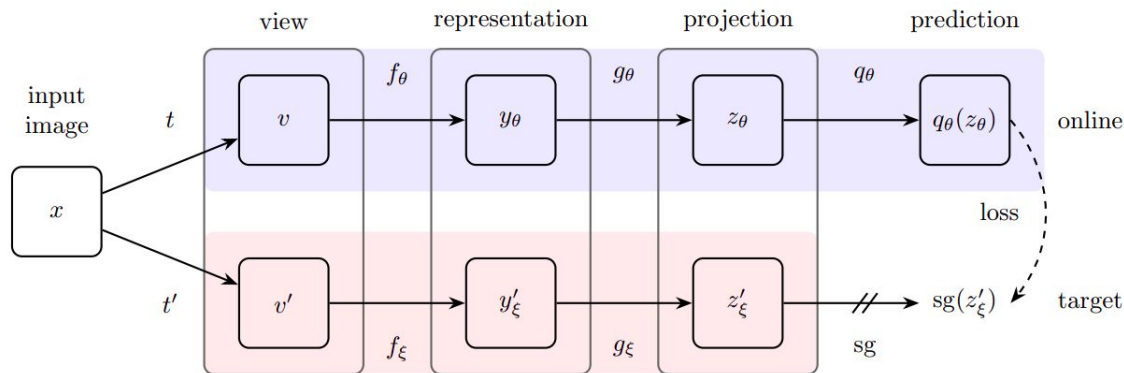 view representation projection prediction
input
image
t
f_θ g_θ q_θ
v y_θ z_θ q_θ(z_θ) online
x
loss
t′
v′ y′_ξ z′_ξ sg(z′_ξ) target
f_ξ g_ξ sg